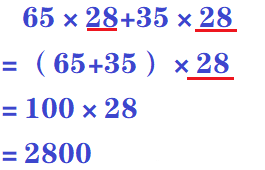 65 × 28+35 × 28
= ( 65+35 ) × 28
= 100 × 28
= 2800